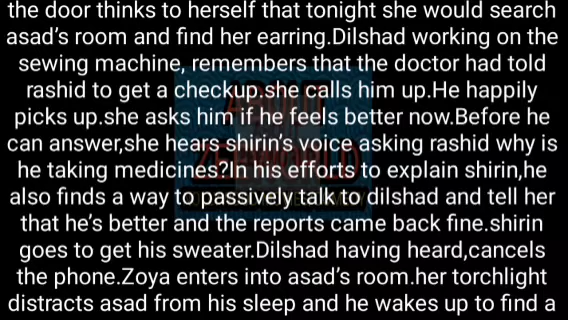 the door thinks to herself that tonight she would search
asad’s room and find her earring.Dilshad working on the
sewing machine, remembers that the doctor had told
rashid to get a checkup.she calls him up.He happily
picks up.she asks him if he feels better now.Before he
can answer,she hears shirin’s voice,asking rashid why is
he taking medicines?In his efforts to explain shirin,he
also finds a way to passively talk to dilshad and tell her
that he’s better and the reports came back fine.shirin
goes to get his sweater.Dilshad having heard,cancels
the phone.Zoya enters into asad’s room.her torchlight
distracts asad from his sleep and he wakes up to find a